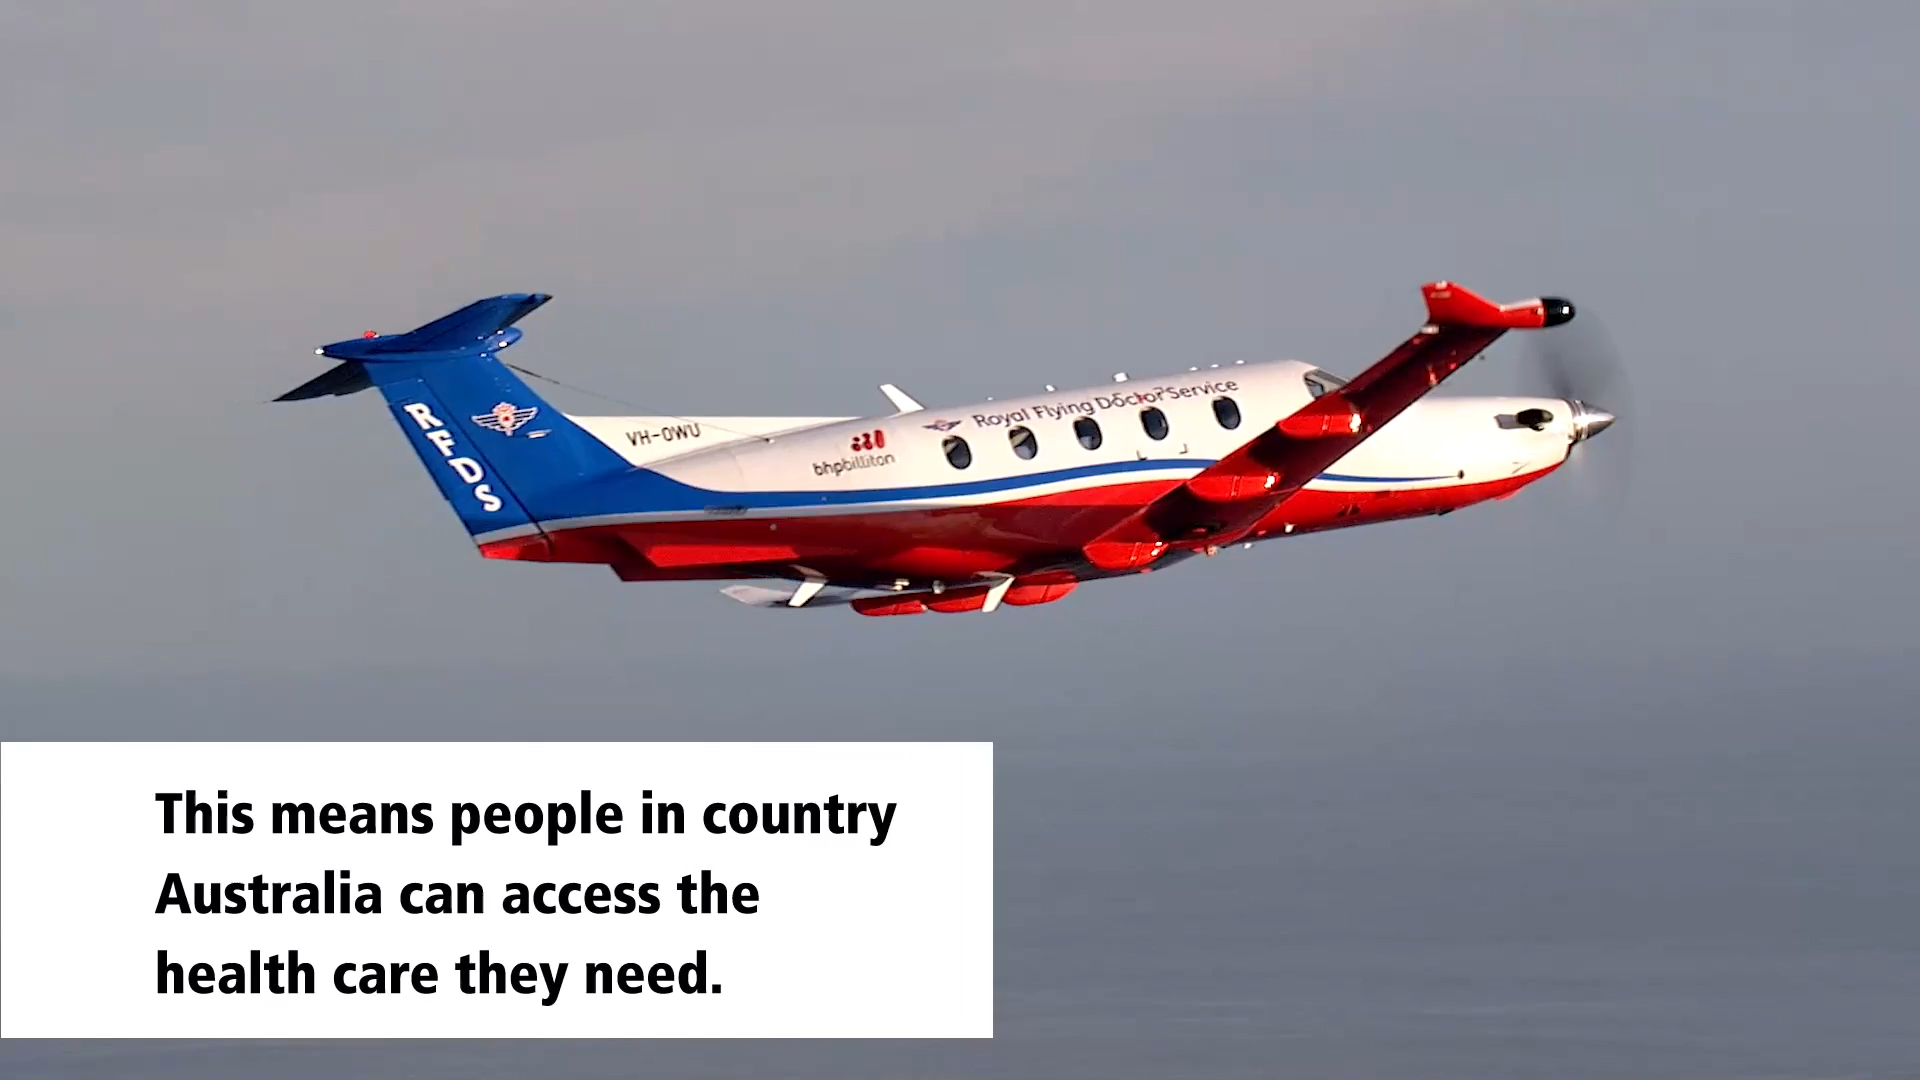 RFDS
VH-OWU
bhpbilliton
Royal Flying Doctor Service
This means people in country
Australia can access the
health care they need.